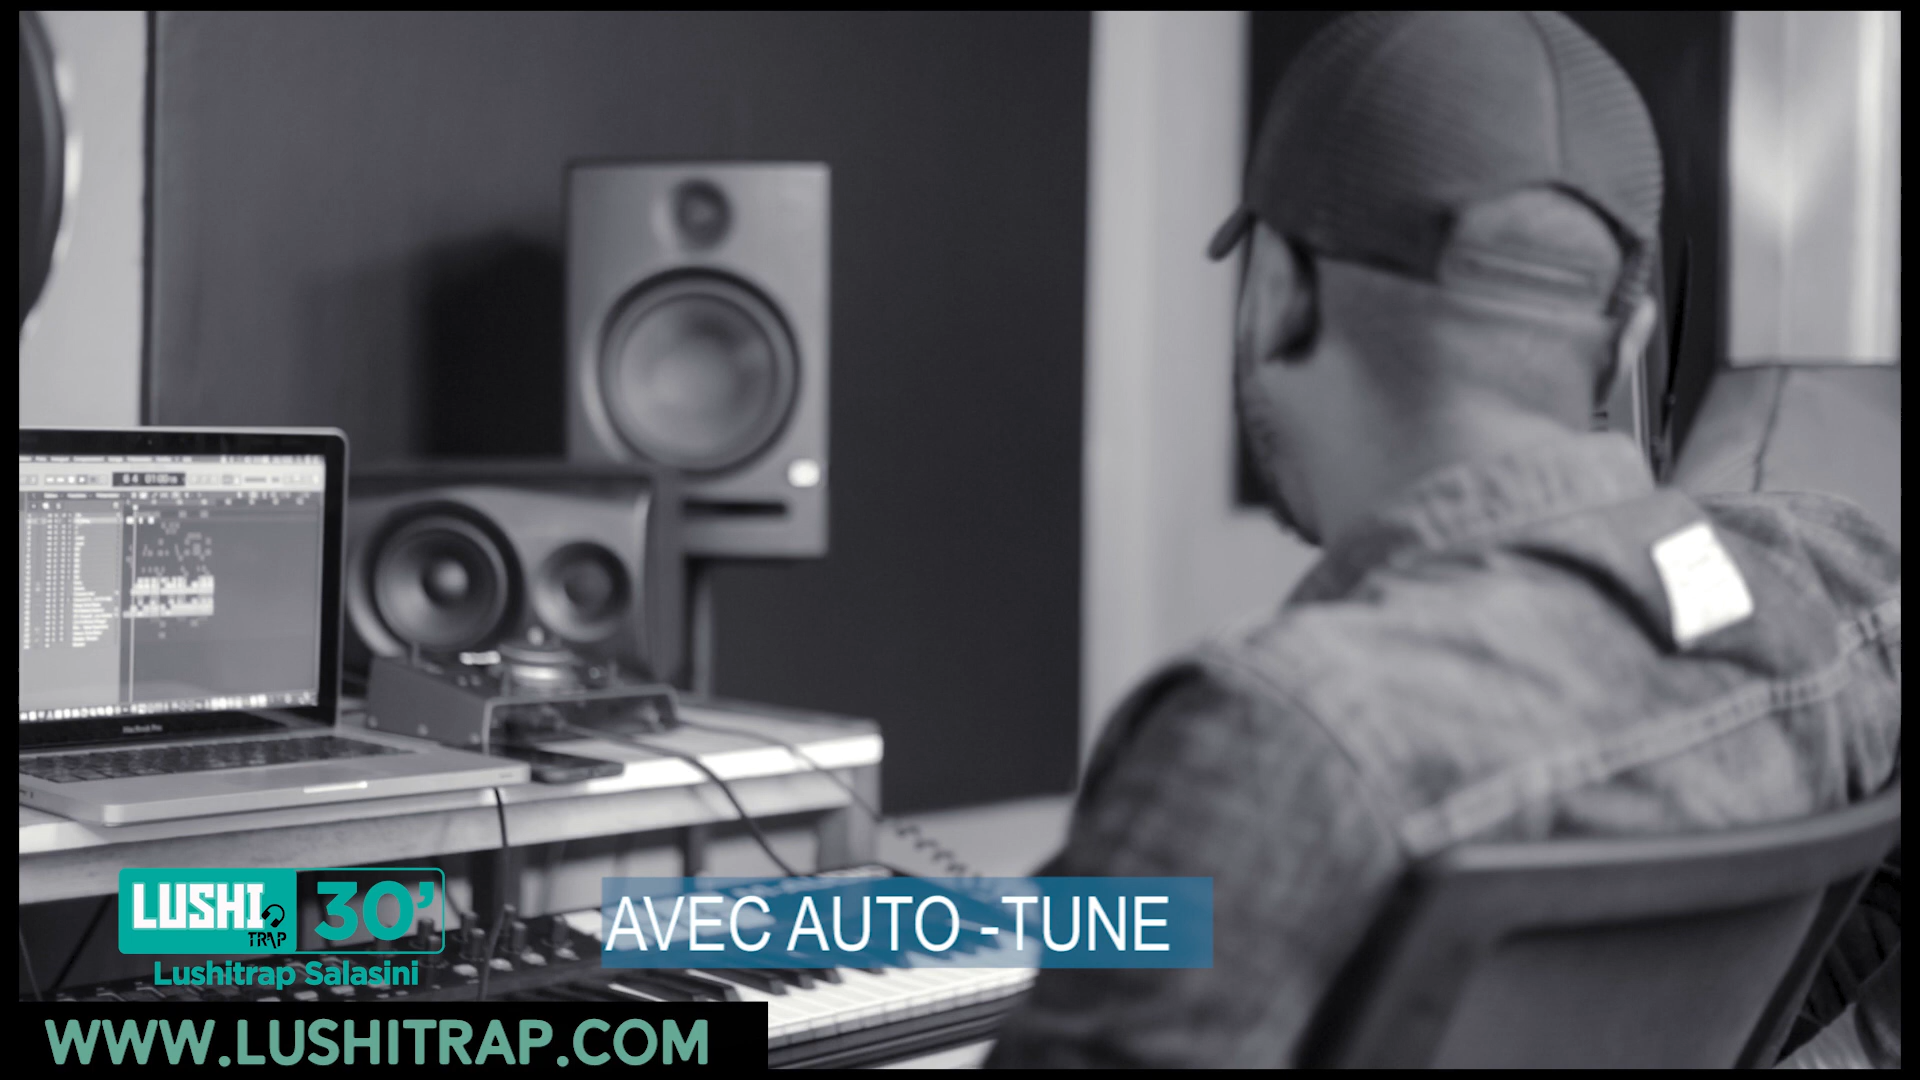 LUSHI
TRAP
30'
Lushitrap Salasini
AVEC AUTO -TUNE
WWW.LUSHITRAP.COM